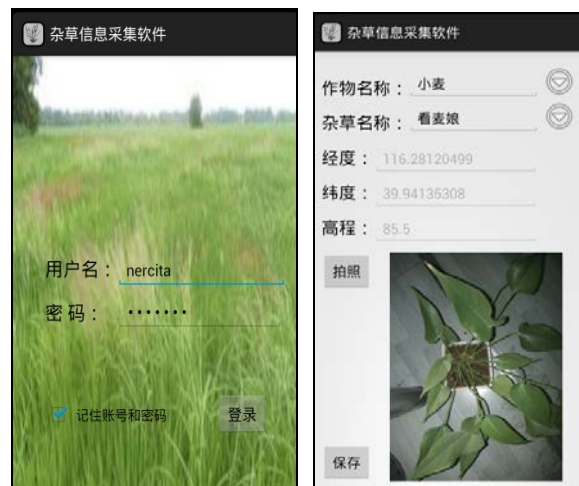 杂草信息采集软件
用户名： nercita
密码： •••••••
记住账号和密码
登录
杂草信息采集软件
作物名称： 小麦
杂草名称： 看麦娘
经度： 116.28120499
纬度： 39.94135308
高程： 85.5
拍照
保存